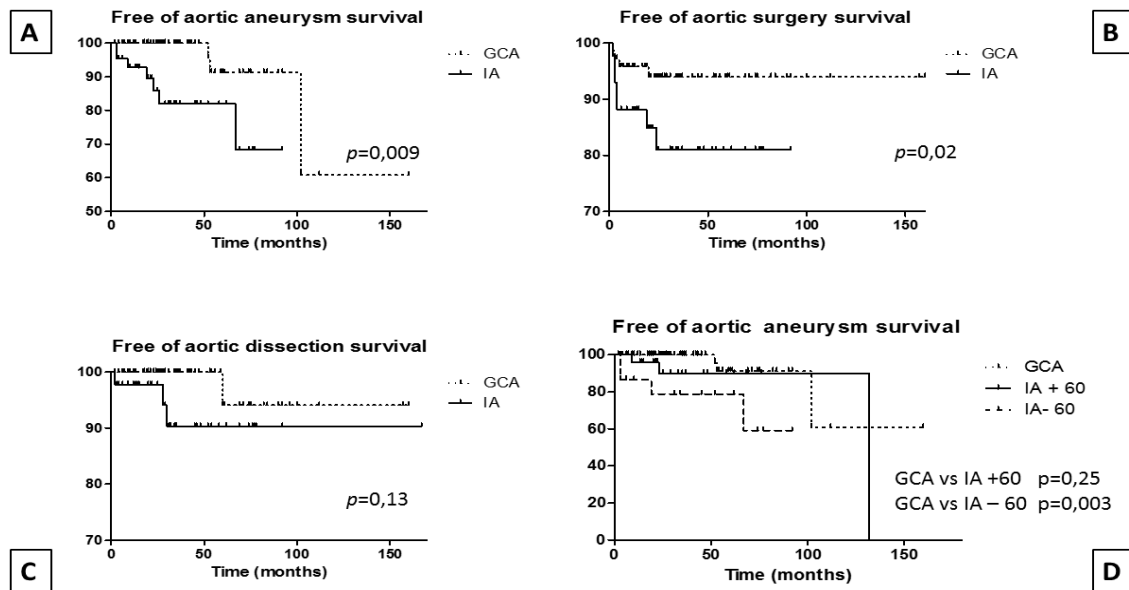 A
Free of aortic aneurysm survival
100
90
80
70
60
50
0
50
100
150
Time (months)
GCA
IA
p=0,009
B
Free of aortic surgery survival
100
90
80
70
0
50
100
150
Time (months)
GCA
IA
p=0,02
C
Free of aortic dissection survival
100
90
80
70
0
50
100
150
Time (months)
GCA
IA
p=0,13
D
Free of aortic aneurysm survival
100
80
60
40
20
0
0
50
100
150
Time (months)
GCA
IA + 60
IA- 60
GCA vs IA +60 p=0,25
GCA vs IA – 60 p=0,003